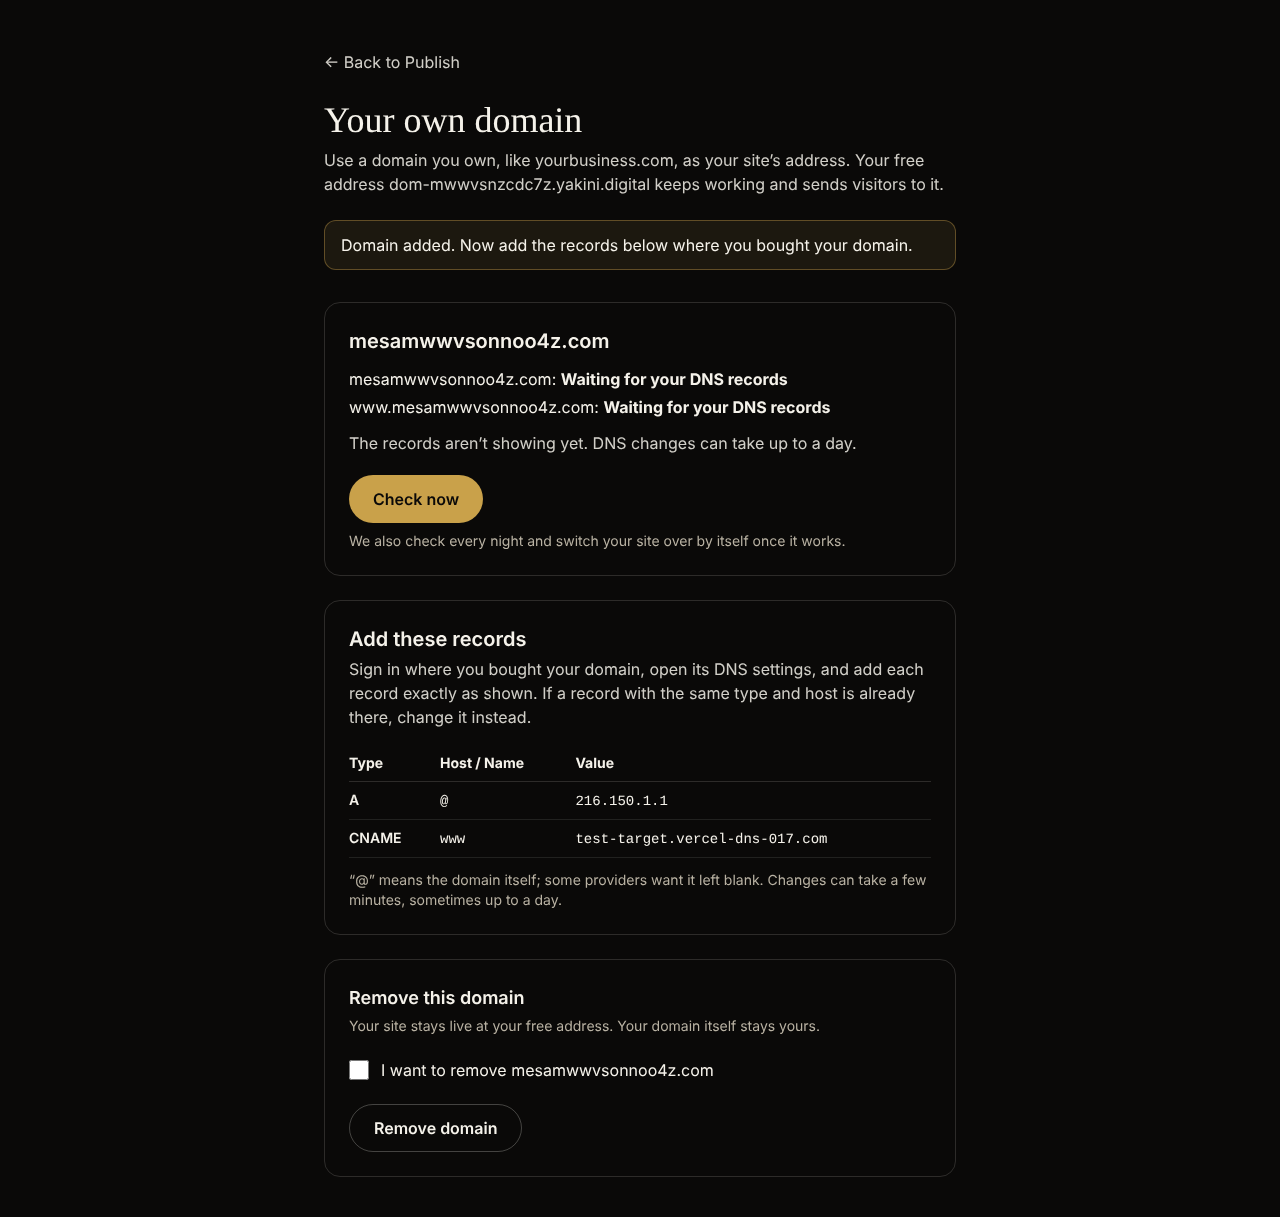 ← Back to Publish
Your own domain
Use a domain you own, like yourbusiness.com, as your site’s address. Your free
address dom-mwwvsnzcdc7z.yakini.digital keeps working and sends visitors to it.
Domain added. Now add the records below where you bought your domain.
mesamwwvsonnoo4z.com
mesamwwvsonnoo4z.com: Waiting for your DNS records
www.mesamwwvsonnoo4z.com: Waiting for your DNS records
The records aren’t showing yet. DNS changes can take up to a day.
Check now
We also check every night and switch your site over by itself once it works.
Add these records
Sign in where you bought your domain, open its DNS settings, and add each
record exactly as shown. If a record with the same type and host is already
there, change it instead.
Type Host / Name Value
A @ 216.150.1.1
CNAME www test-target.vercel-dns-017.com
“@” means the domain itself; some providers want it left blank. Changes can take a few
minutes, sometimes up to a day.
Remove this domain
Your site stays live at your free address. Your domain itself stays yours.
I want to remove mesamwwvsonnoo4z.com
Remove domain